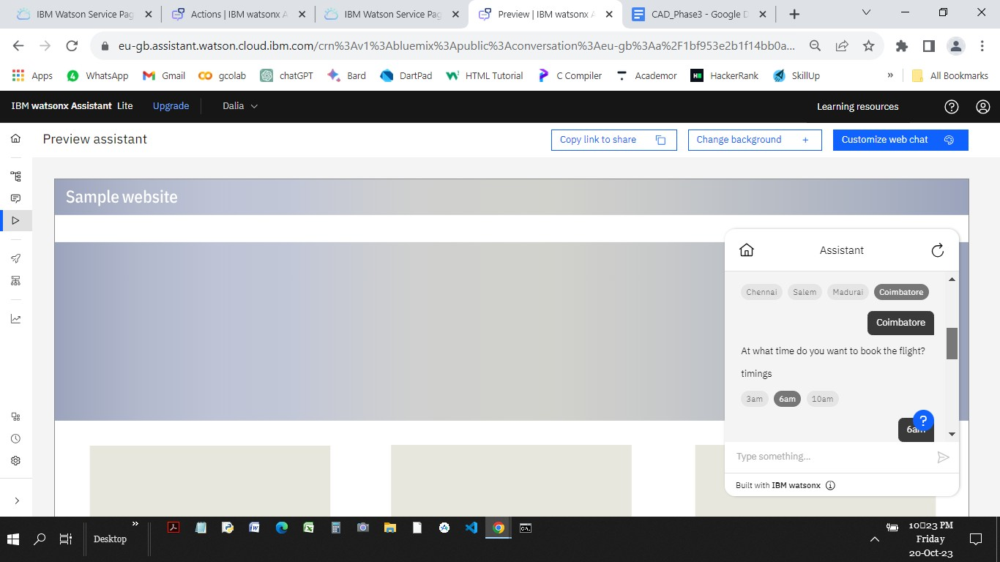 IBM Watson Service Pag
Actions | IBM watsonx A
IBM Watson Service Pag
Preview | IBM watsonx A
CAD_Phase3 - Google D
eu-gb.assistant.watson.cloud.ibm.com/crn%3Av1%3Abluemix%3Apublic%3Aconversation%3Aeu-gb%3Aa%2F1bf953e2b1f14bb0a...
Apps WhatsApp Gmail gcolab chatGPT Bard DartPad HTML Tutorial C Compiler Academor HackerRank SkillUp » All Bookmarks
IBM watsonx Assistant Lite Upgrade Dalia Learning resources
Preview assistant Copy link to share Change background + Customize web chat
Sample website
Assistant
Chennai Salem Madurai Coimbatore
Coimbatore
At what time do you want to book the flight?
timings
3am 6am 10am
6am
Type something...
Built with IBM watsonx
Desktop
10:23 PM
Friday
20-Oct-23